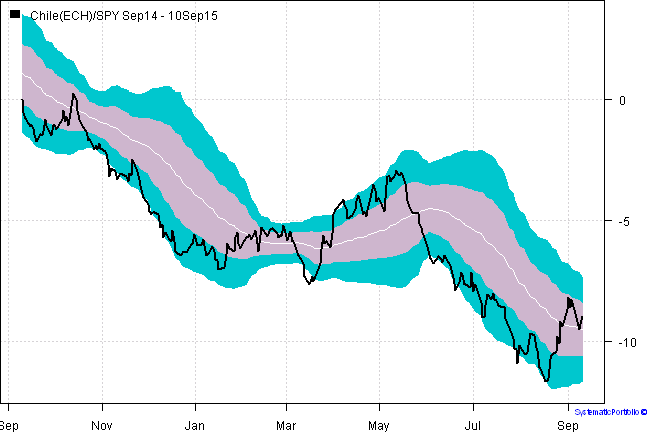 Chile(ECH)/SPY Sep14 - 10Sep15
0
-5
-10
Sep Nov Jan Mar May Jul Sep
SystematicPortfolio ©